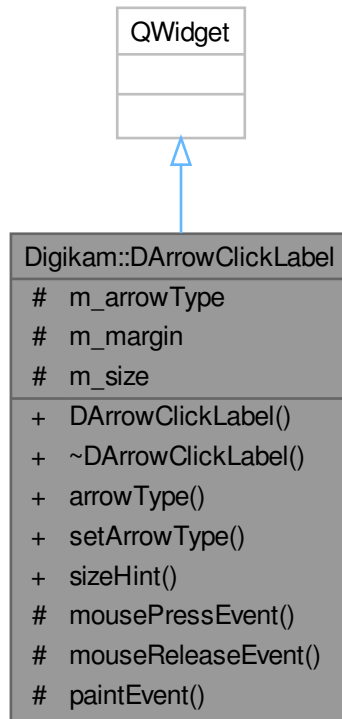 QWidget
Digikam::DArrowClickLabel
# m_arrowType
# m_margin
# m_size
+ DArrowClickLabel()
+ ~DArrowClickLabel()
+ arrowType()
+ setArrowType()
+ sizeHint()
# mousePressEvent()
# mouseReleaseEvent()
# paintEvent()